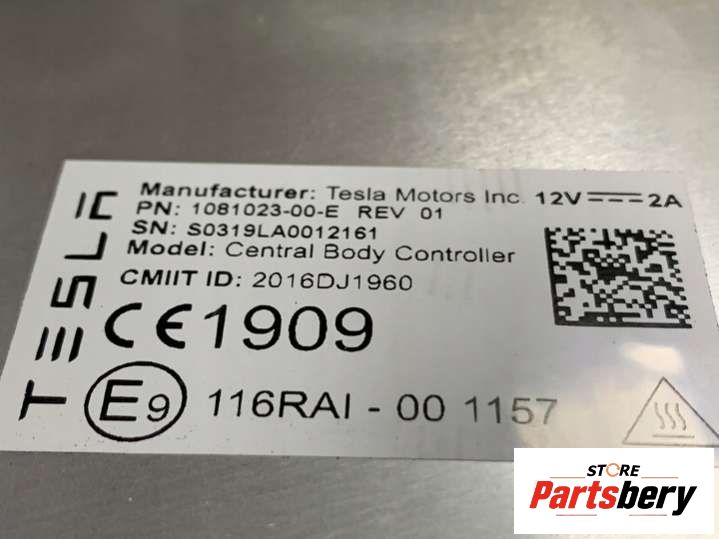 TESLA
Manufacturer: Tesla Motors Inc. 12V 2A
PN: 1081023-00-E REV 01
SN: S0319LA0012161
Model: Central Body Controller
CMIIT ID: 2016DJ1960
CE1909
E9 116RAI - 00 1157
STORE
Partsbery